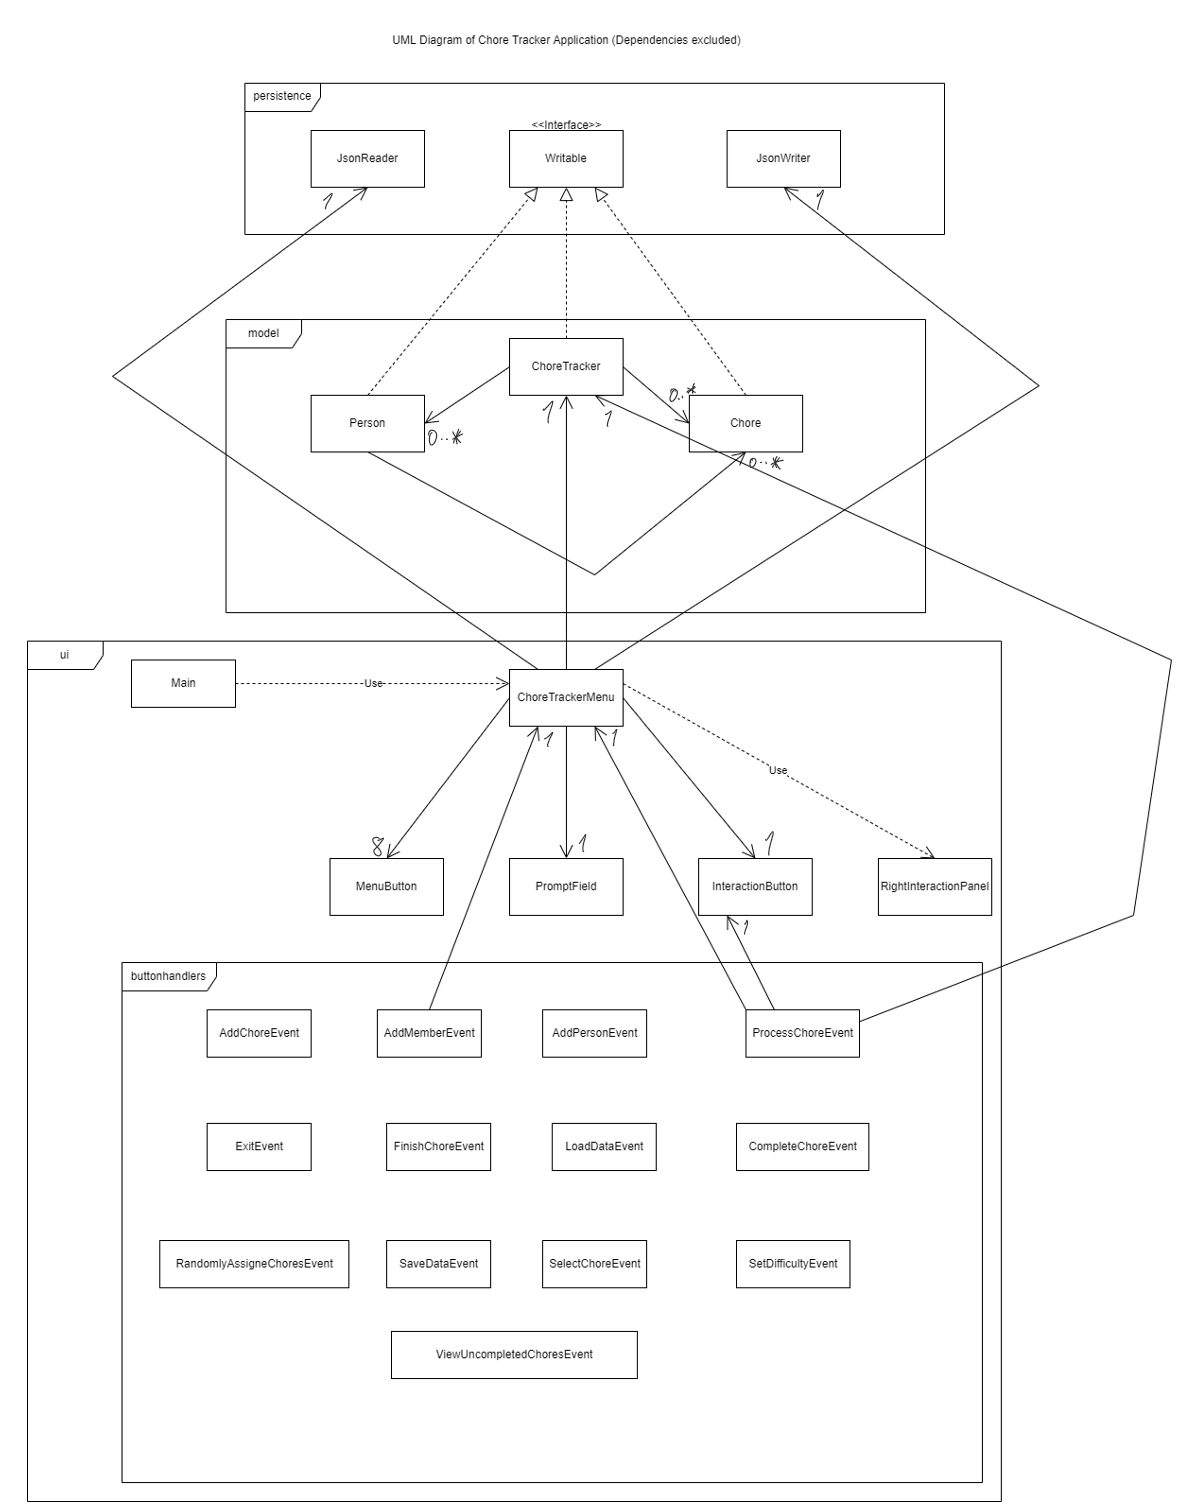 UML Diagram of Chore Tracker Application (Dependencies excluded)
persistence
<<Interface>>
JsonReader
Writable
JsonWriter
1
1
model
ChoreTracker
0..*
1
1
Person
Chore
0..*
0..*
ui
Main
Use
ChoreTrackerMenu
1
1
Use
8
1
1
MenuButton
PromptField
InteractionButton
RightInteractionPanel
1
buttonhandlers
AddChoreEvent
AddMemberEvent
AddPersonEvent
ProcessChoreEvent
ExitEvent
FinishChoreEvent
LoadDataEvent
CompleteChoreEvent
RandomlyAssigneChoresEvent
SaveDataEvent
SelectChoreEvent
SetDifficultyEvent
ViewUncompletedChoresEvent